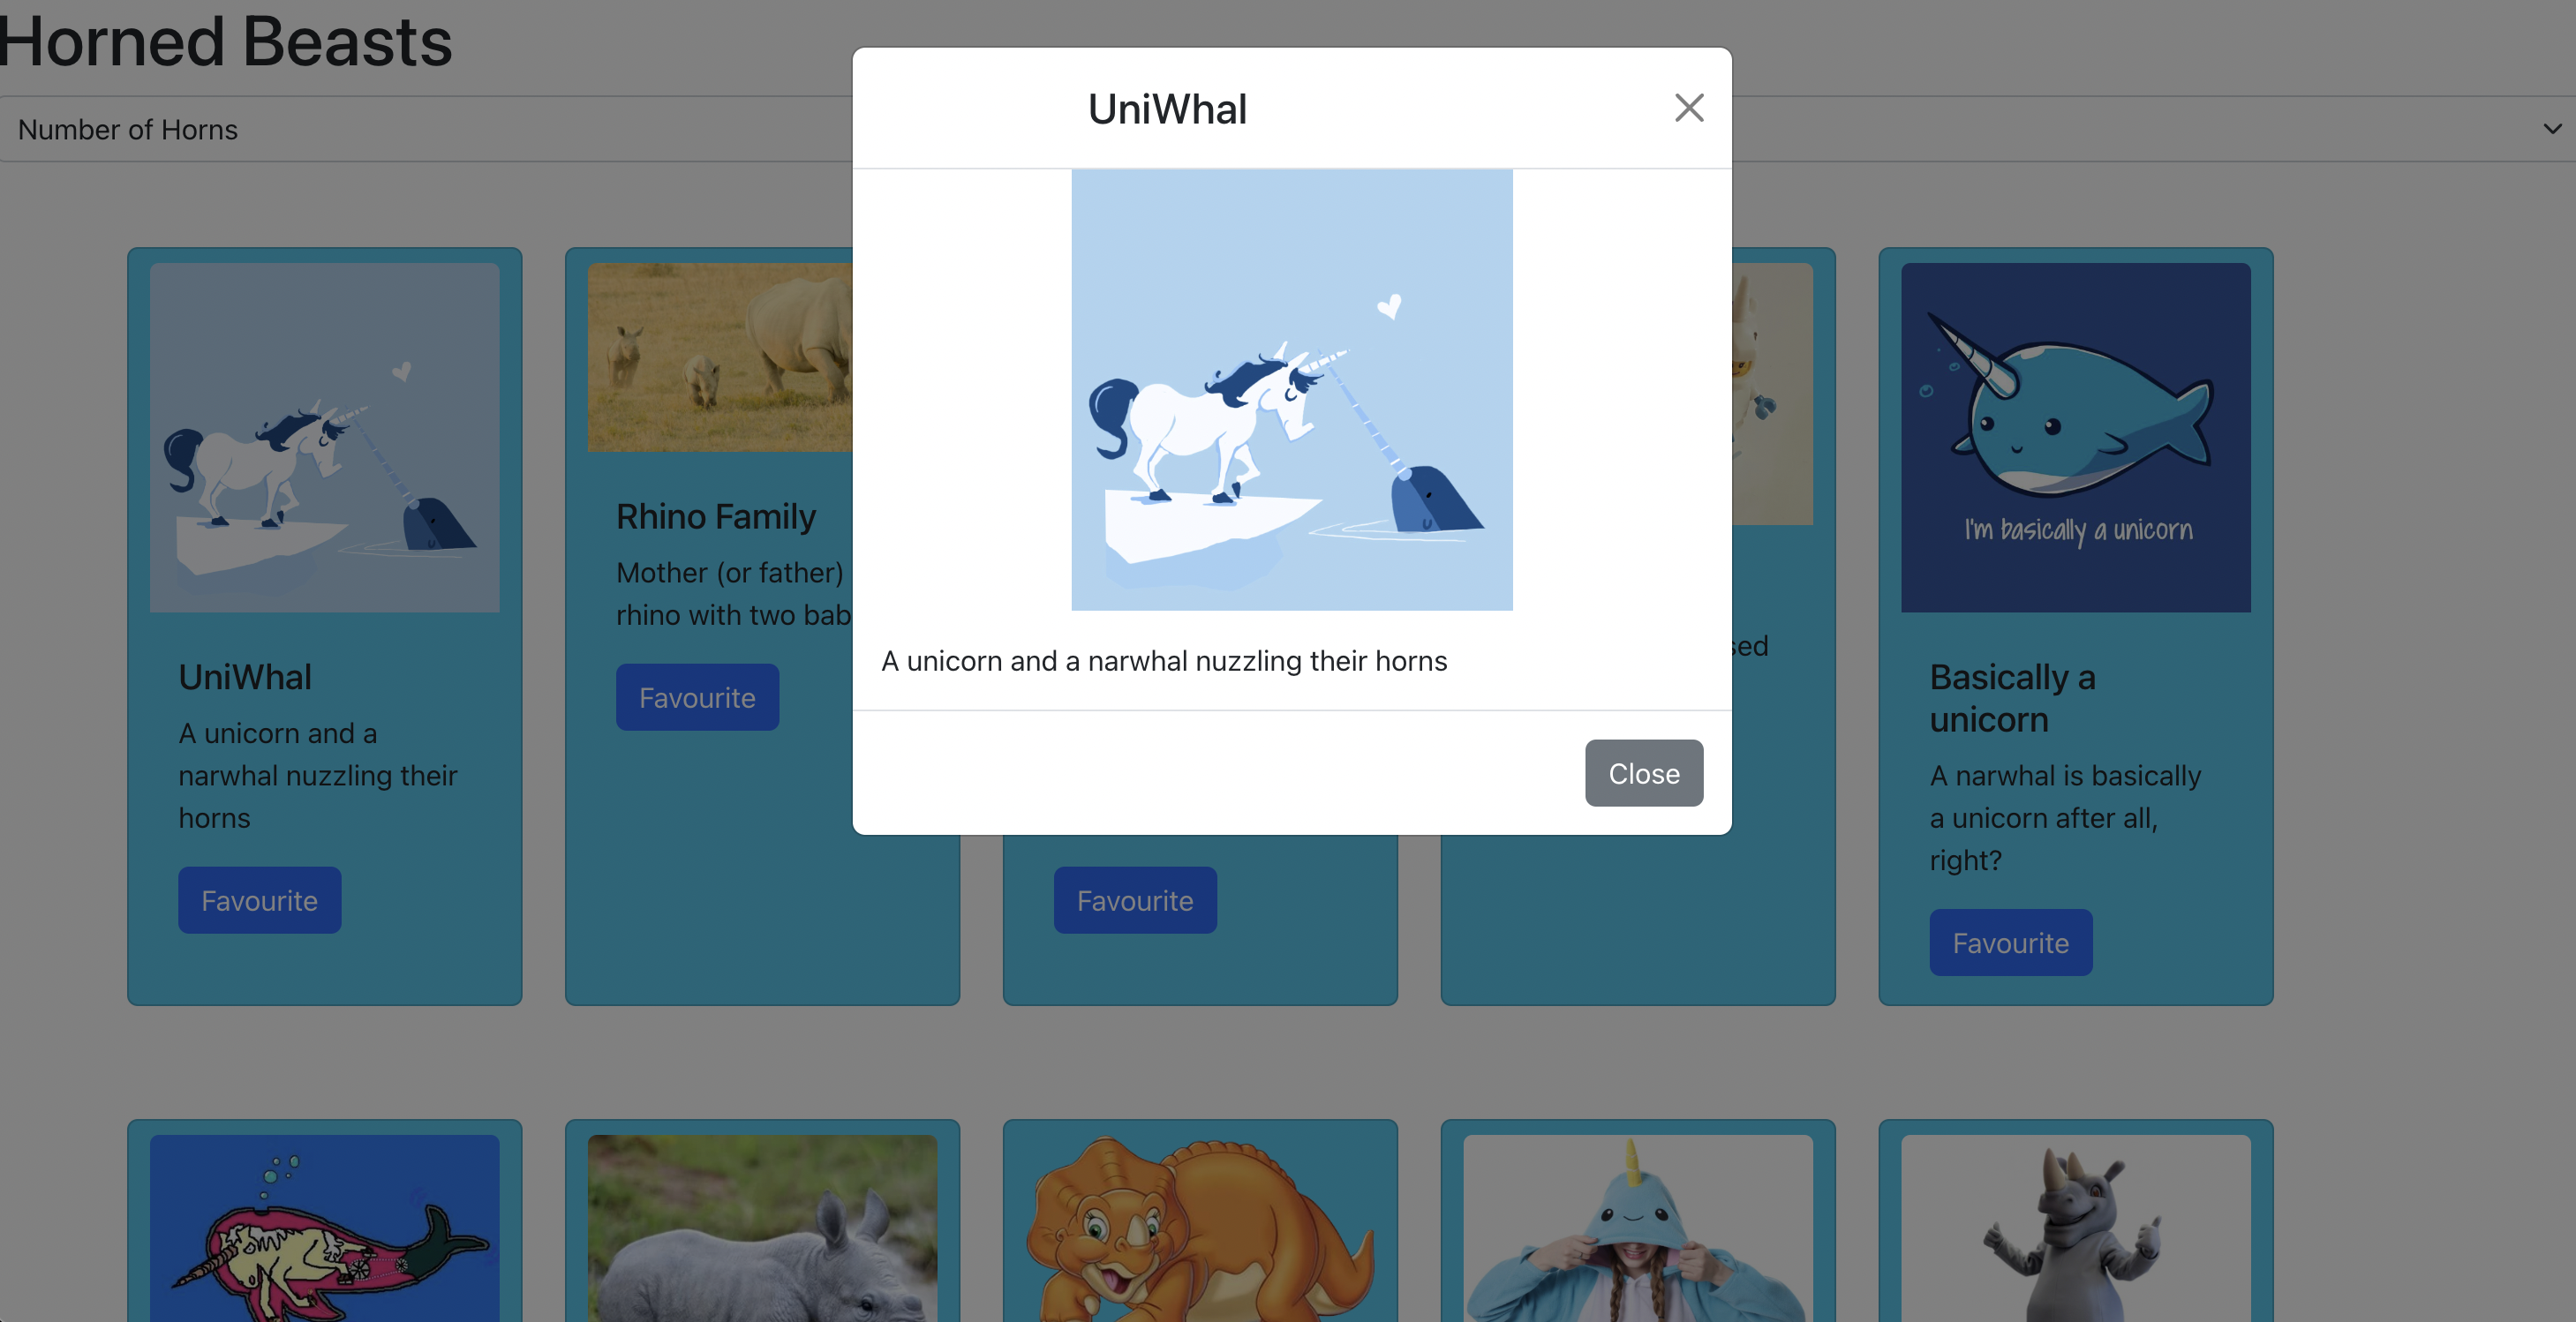 Horned Beasts
Number of Horns
UniWhal
A unicorn and a narwhal nuzzling their horns
Close
UniWhal
A unicorn and a
narwhal nuzzling their
horns
Favourite
Rhino Family
Mother (or father)
rhino with two
Favourite
Favourite
I'm basically a unicorn
Basically a
unicorn
A narwhal is basically
a unicorn after all,
right?
Favourite